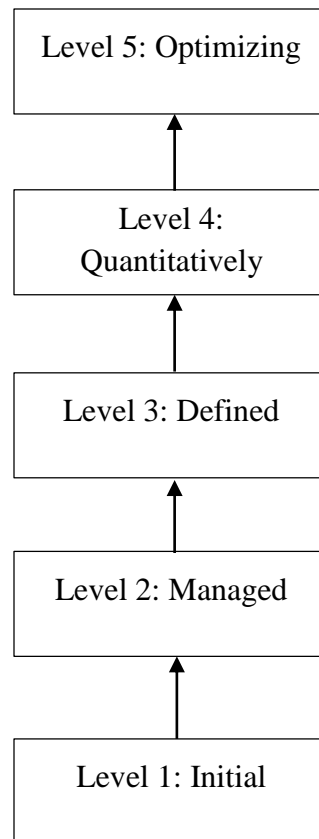 Level 5: Optimizing
Level 4:
Quantitatively
Level 3: Defined
Level 2: Managed
Level 1: Initial